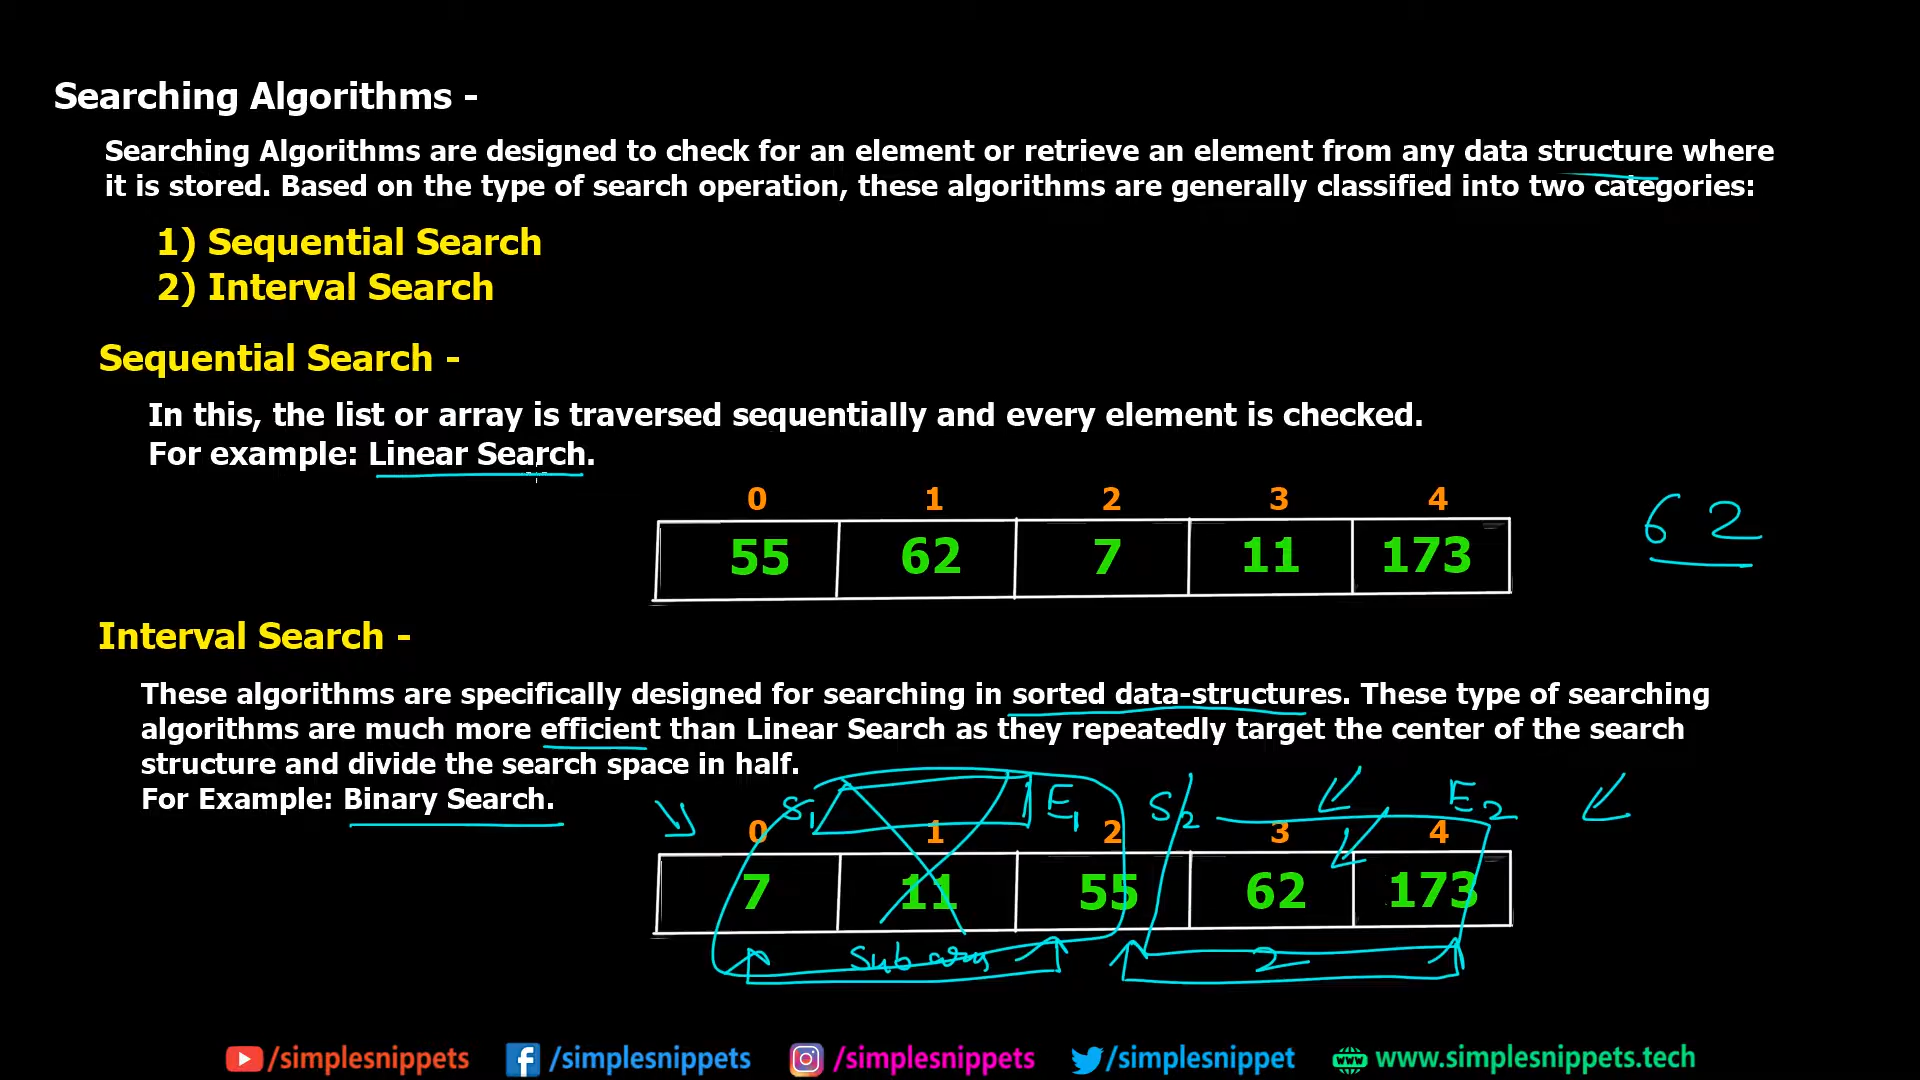 Searching Algorithms -
Searching Algorithms are designed to check for an element or retrieve an element from any data structure where
it is stored. Based on the type of search operation, these algorithms are generally classified into two categories:
1) Sequential Search
2) Interval Search
Sequential Search -
In this, the list or array is traversed sequentially and every element is checked.
For example: Linear Search.
0 1 2 3 4
55 62 7 11 173
62
Interval Search -
These algorithms are specifically designed for searching in sorted data-structures. These type of searching
algorithms are much more efficient than Linear Search as they repeatedly target the center of the search
structure and divide the search space in half.
For Example: Binary Search.
S1 E1 S2 E2
0 1 2 3 4
7 11 55 62 173
Sub 2
/simplesnippets /simplesnippets /simplesnippets /simplesnippet www.simplesnippets.tech